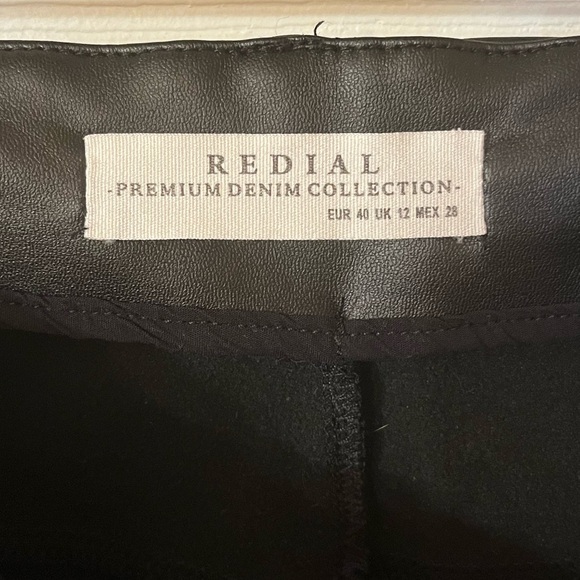 REDIAL
-PREMIUM DENIM COLLECTION-
EUR 40 UK 12 MEX 28